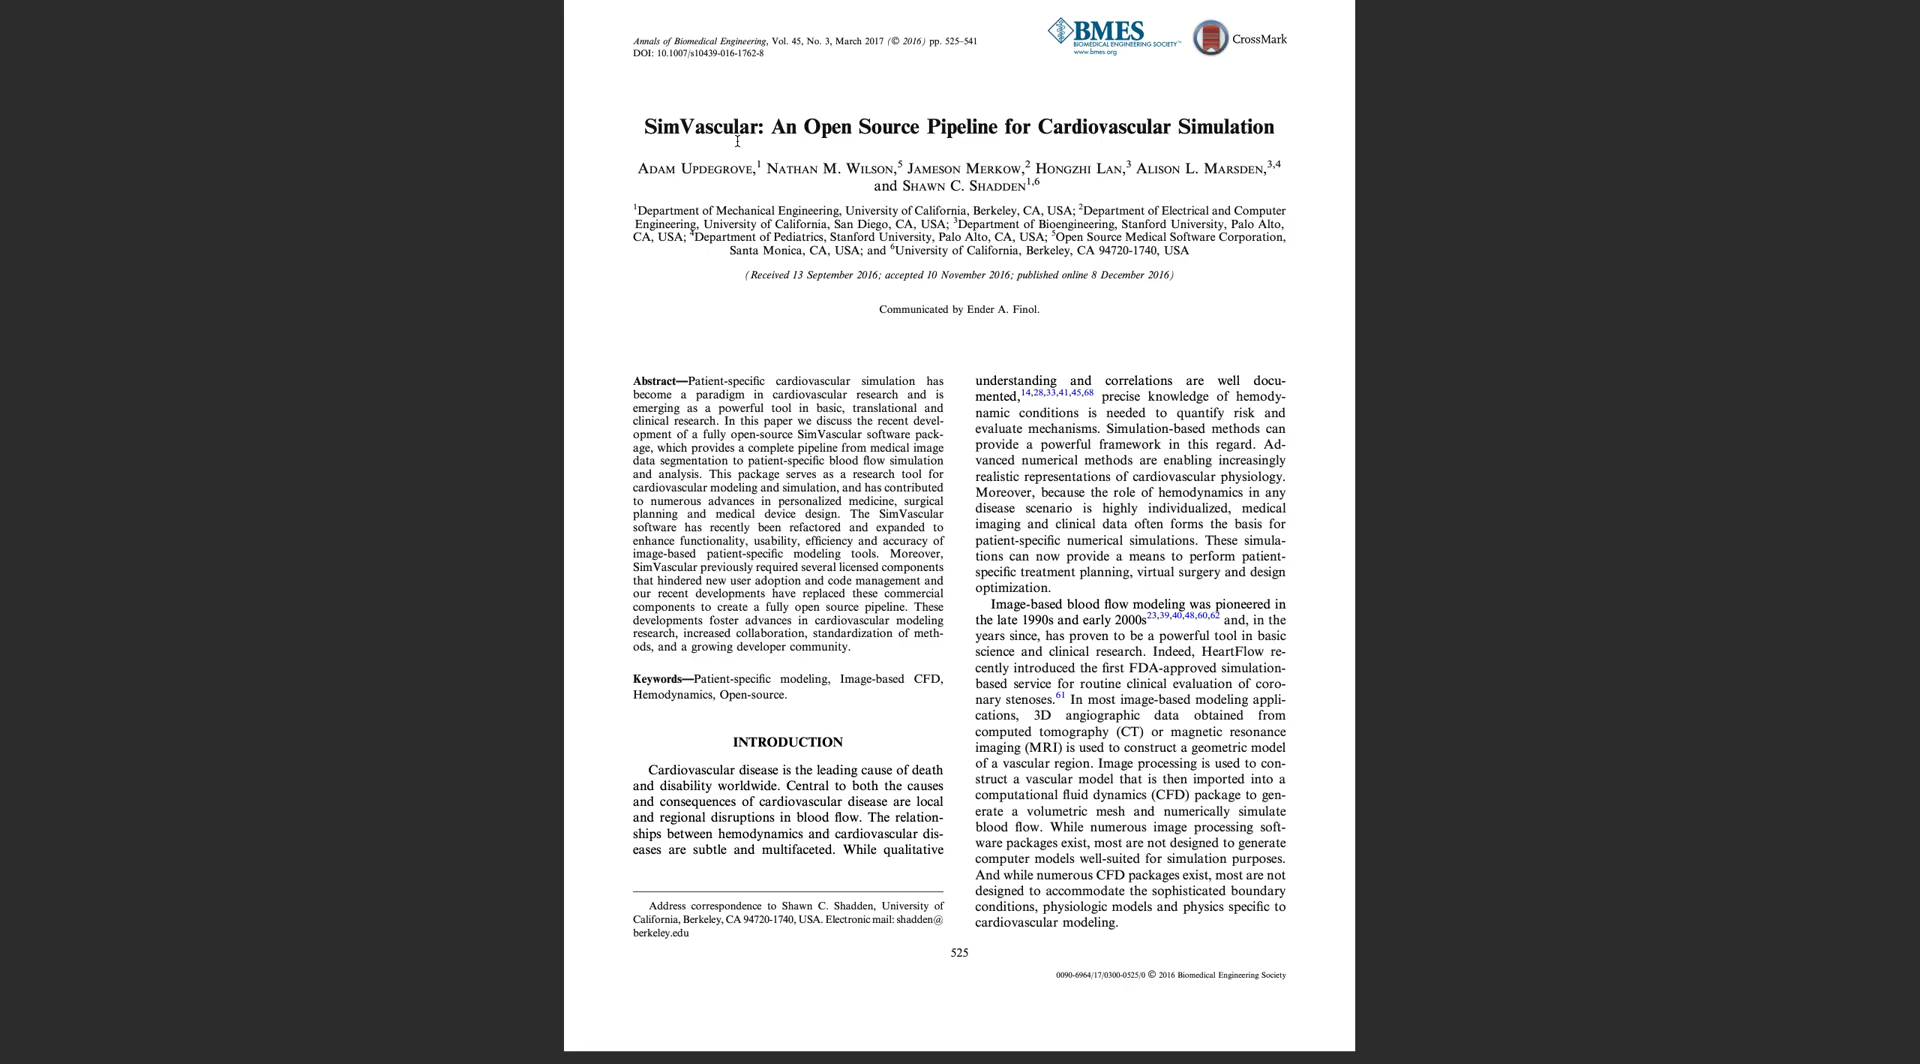 Annals of Biomedical Engineering, Vol. 45, No. 3, March 2017 (© 2016) pp. 525–541
DOI: 10.1007/s10439-016-1762-8
BMES
BIOMEDICAL ENGINEERING SOCIETY™
www.bmes.org
CrossMark
SimVascular: An Open Source Pipeline for Cardiovascular Simulation
ADAM UPDEGROVE,1 NATHAN M. WILSON,5 JAMESON MERKOW,2 HONGZHI LAN,3 ALISON L. MARSDEN,3,4
and SHAWN C. SHADDEN1,6
1Department of Mechanical Engineering, University of California, Berkeley, CA, USA; 2Department of Electrical and Computer
Engineering, University of California, San Diego, CA, USA; 3Department of Bioengineering, Stanford University, Palo Alto,
CA, USA; 4Department of Pediatrics, Stanford University, Palo Alto, CA, USA; 5Open Source Medical Software Corporation,
Santa Monica, CA, USA; and 6University of California, Berkeley, CA 94720-1740, USA
(Received 13 September 2016; accepted 10 November 2016; published online 8 December 2016)
Communicated by Ender A. Finol.
Abstract—Patient-specific cardiovascular simulation has
become a paradigm in cardiovascular research and is
emerging as a powerful tool in basic, translational and
clinical research. In this paper we discuss the recent devel-
opment of a fully open-source SimVascular software pack-
age, which provides a complete pipeline from medical image
data segmentation to patient-specific blood flow simulation
and analysis. This package serves as a research tool for
cardiovascular modeling and simulation, and has contributed
to numerous advances in personalized medicine, surgical
planning and medical device design. The SimVascular
software has recently been refactored and expanded to
enhance functionality, usability, efficiency and accuracy of
image-based patient-specific modeling tools. Moreover,
SimVascular previously required several licensed components
that hindered new user adoption and code management and
our recent developments have replaced these commercial
components to create a fully open source pipeline. These
developments foster advances in cardiovascular modeling
research, increased collaboration, standardization of meth-
ods, and a growing developer community.
Keywords—Patient-specific modeling, Image-based CFD,
Hemodynamics, Open-source.
INTRODUCTION
Cardiovascular disease is the leading cause of death
and disability worldwide. Central to both the causes
and consequences of cardiovascular disease are local
and regional disruptions in blood flow. The relation-
ships between hemodynamics and cardiovascular dis-
eases are subtle and multifaceted. While qualitative
Address correspondence to Shawn C. Shadden, University of
California, Berkeley, CA 94720-1740, USA. Electronic mail: shadden@
berkeley.edu
understanding and correlations are well docu-
mented,14,28,33,41,45,68 precise knowledge of hemody-
namic conditions is needed to quantify risk and
evaluate mechanisms. Simulation-based methods can
provide a powerful framework in this regard. Ad-
vanced numerical methods are enabling increasingly
realistic representations of cardiovascular physiology.
Moreover, because the role of hemodynamics in any
disease scenario is highly individualized, medical
imaging and clinical data often forms the basis for
patient-specific numerical simulations. These simula-
tions can now provide a means to perform patient-
specific treatment planning, virtual surgery and design
optimization.
Image-based blood flow modeling was pioneered in
the late 1990s and early 2000s23,39,40,48,60,62 and, in the
years since, has proven to be a powerful tool in basic
science and clinical research. Indeed, HeartFlow re-
cently introduced the first FDA-approved simulation-
based service for routine clinical evaluation of coro-
nary stenoses.61 In most image-based modeling appli-
cations, 3D angiographic data obtained from
computed tomography (CT) or magnetic resonance
imaging (MRI) is used to construct a geometric model
of a vascular region. Image processing is used to con-
struct a vascular model that is then imported into a
computational fluid dynamics (CFD) package to gen-
erate a volumetric mesh and numerically simulate
blood flow. While numerous image processing soft-
ware packages exist, most are not designed to generate
computer models well-suited for simulation purposes.
And while numerous CFD packages exist, most are not
designed to accommodate the sophisticated boundary
conditions, physiologic models and physics specific to
cardiovascular modeling.
525
0090-6964/17/0300-0525/0 © 2016 Biomedical Engineering Society